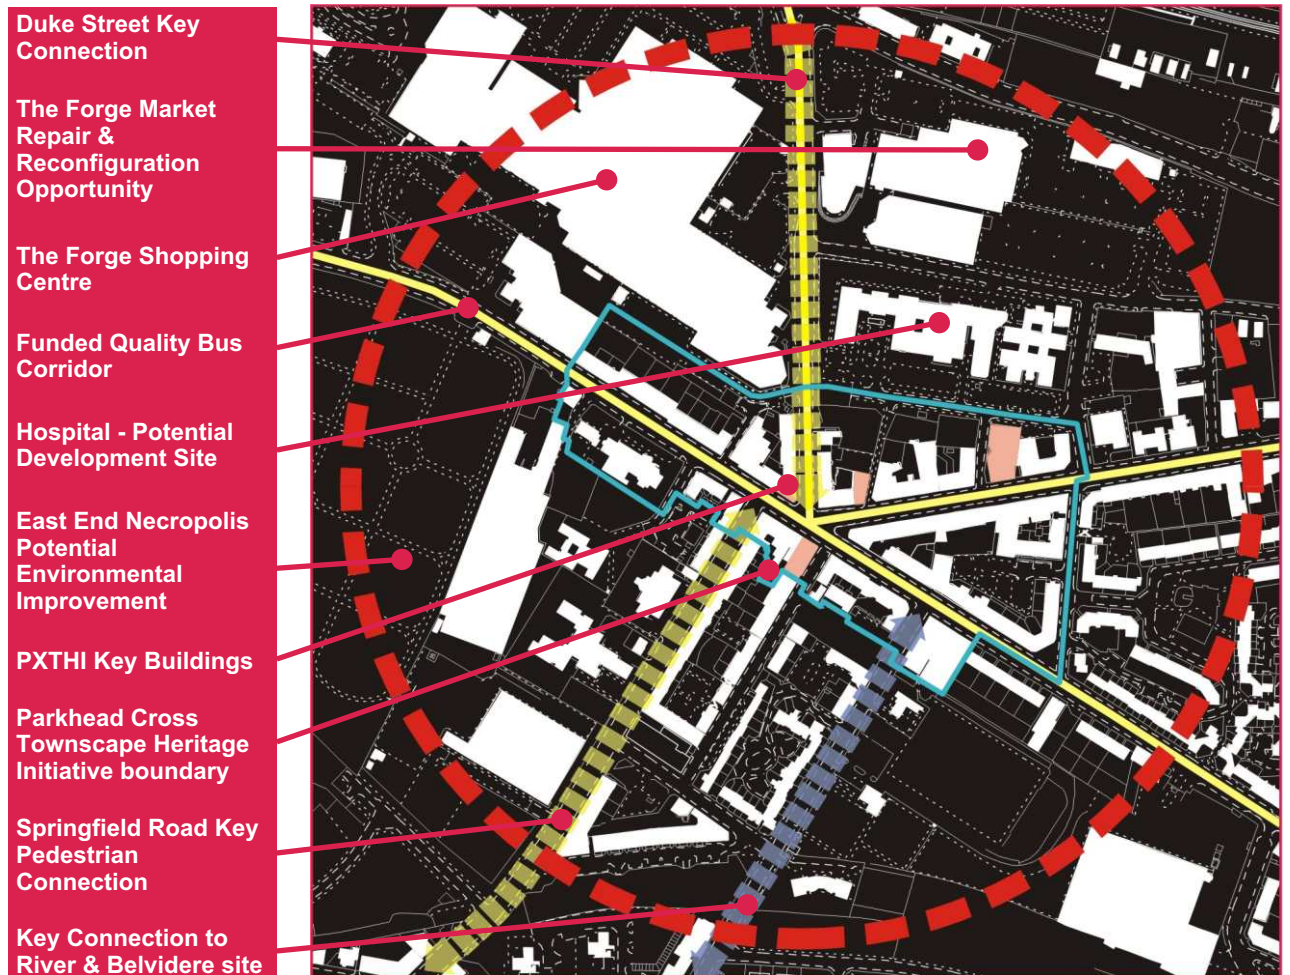 Duke Street Key
Connection
The Forge Market
Repair &
Reconfiguration
Opportunity
The Forge Shopping
Centre
Funded Quality Bus
Corridor
Hospital - Potential
Development Site
East End Necropolis
Potential
Environmental
Improvement
PXTHI Key Buildings
Parkhead Cross
Townscape Heritage
Initiative boundary
Springfield Road Key
Pedestrian
Connection
Key Connection to
River & Belvidere site